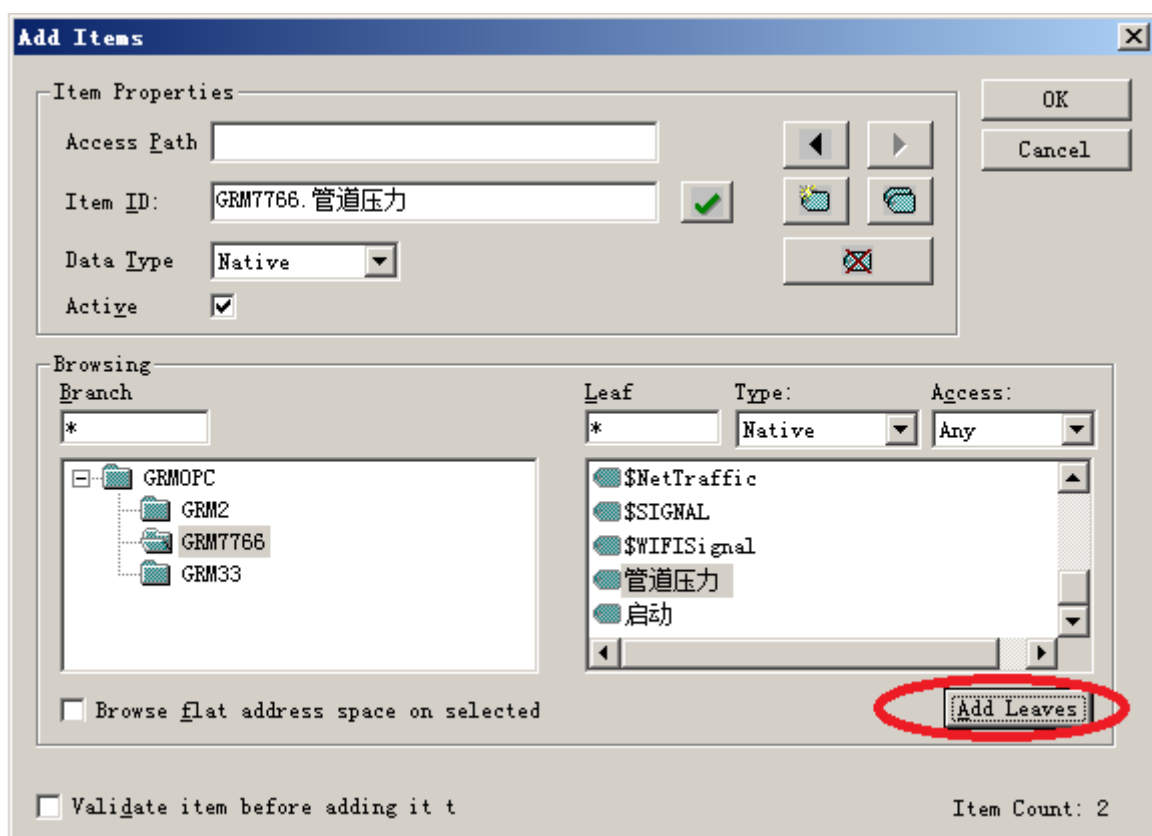 Add Items
Item Properties
OK
Access Path
Cancel
Item ID: GRM7766.管道压力
Data Type Native
Active
Browsing
Branch Leaf Type: Access:
* * Native Any
GRMOPC $NetTraffic
GRM2 $SIGNAL
GRM7766 $WIFISignal
GRM33 管道压力
启动
Browse flat address space on selected Add Leaves
Validate item before adding it t Item Count: 2